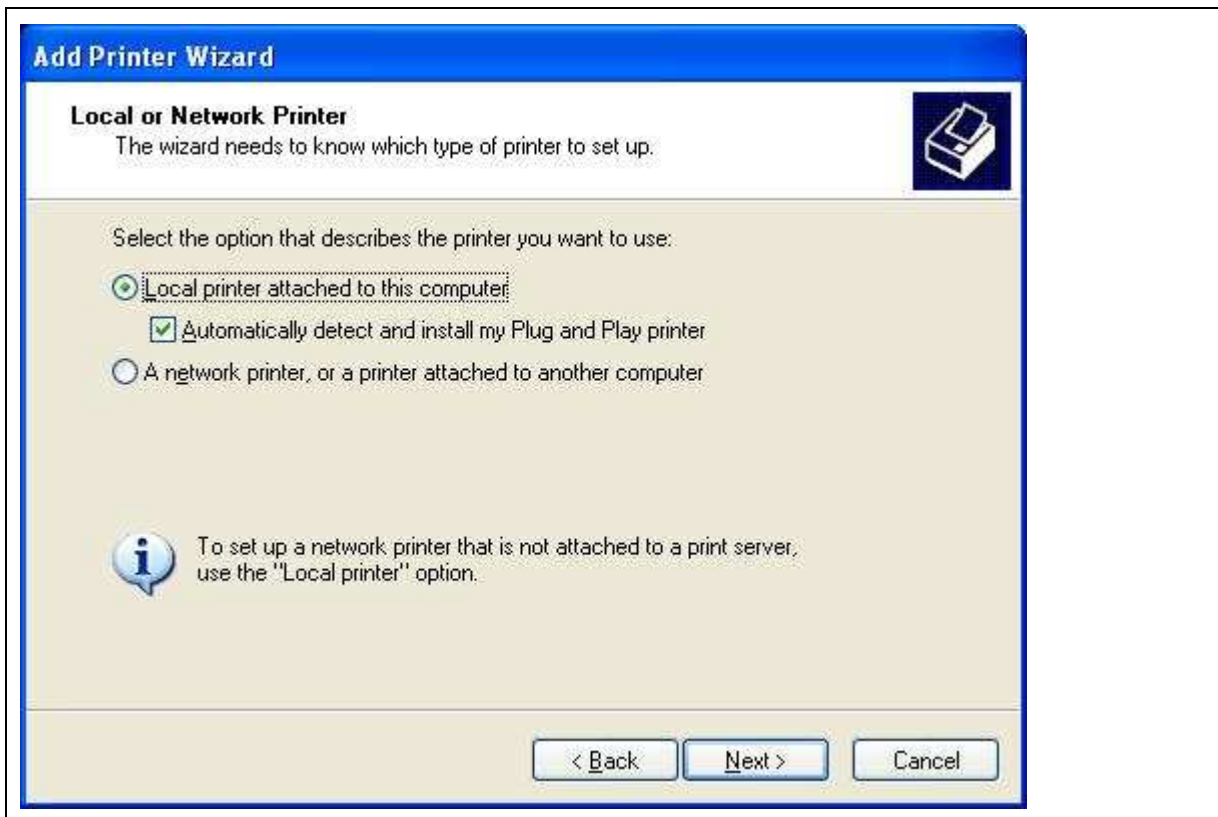 Add Printer Wizard
Local or Network Printer
The wizard needs to know which type of printer to set up.
Select the option that describes the printer you want to use:
Local printer attached to this computer
Automatically detect and install my Plug and Play printer
A network printer, or a printer attached to another computer
To set up a network printer that is not attached to a print server,
use the "Local printer" option.
< Back Next > Cancel